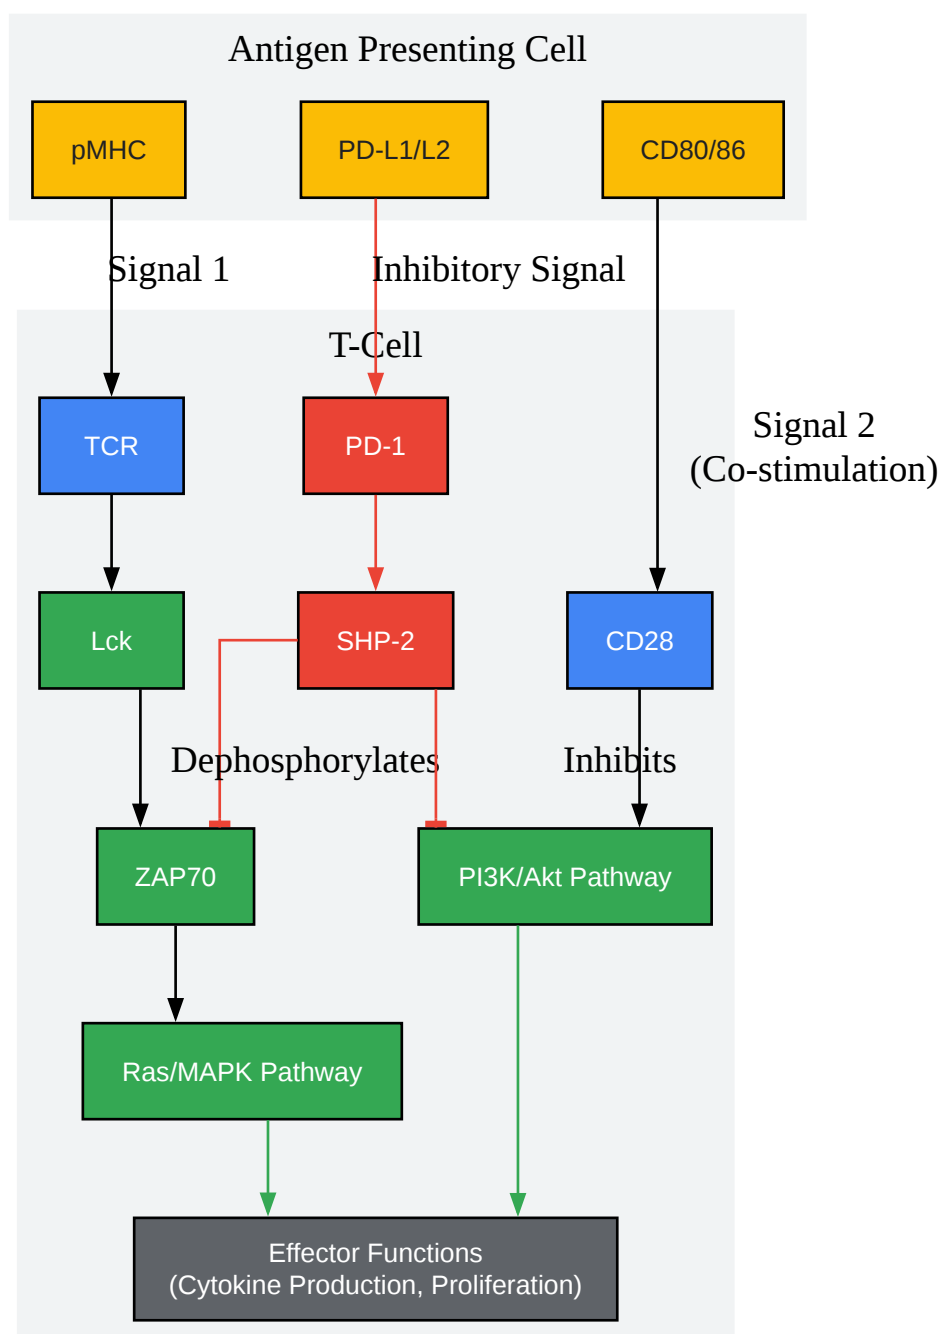 Antigen Presenting Cell
pMHC
PD-L1/L2
CD80/86
Signal 1
Inhibitory Signal
T-Cell
Signal 2
(Co-stimulation)
TCR
PD-1
Lck
SHP-2
CD28
Dephosphorylates
Inhibits
ZAP70
PI3K/Akt Pathway
Ras/MAPK Pathway
Effector Functions
(Cytokine Production, Proliferation)